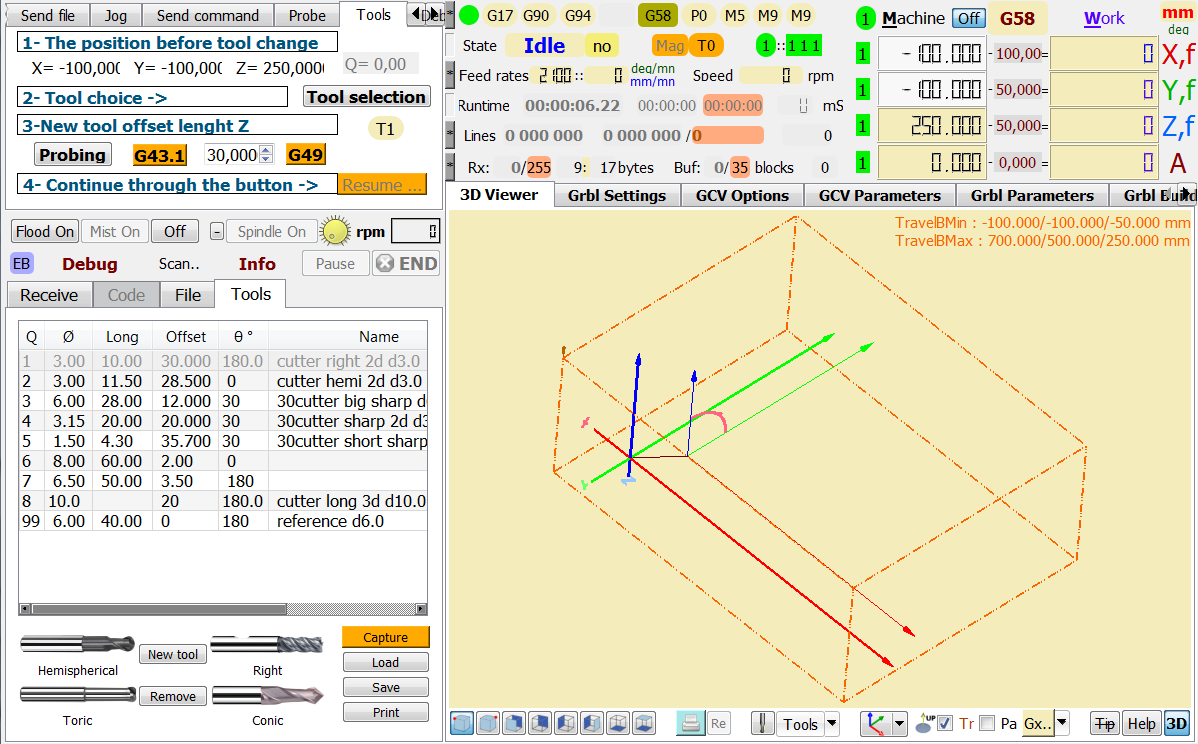 Send file Jog Send command Probe Tools
1- The position before tool change
X= -100,000 Y= -100,000 Z= 250,0000 Q= 0,00
2- Tool choice -> Tool selection
3-New tool offset lenght Z T1
Probing G43.1 30,000 G49
4- Continue through the button -> Resume ...
Flood On Mist On Off - Spindle On rpm 0
EB Debug Scan.. Info Pause END
Receive Code File Tools
Q Ø Long Offset θ ° Name
1 3.00 10.00 30.000 180.0 cutter right 2d d3.0
2 3.00 11.50 28.500 0 cutter hemi 2d d3.0
3 6.00 28.00 12.000 30 30cutter big sharp d
4 3.15 20.00 20.000 30 30cutter sharp 2d d3
5 1.50 4.30 35.700 30 30cutter short sharp
6 8.00 60.00 2.00 0
7 6.50 50.00 3.50 180
8 10.0 20 180.0 cutter long 3d d10.0
99 6.00 40.00 0 180 reference d6.0
New tool
Hemispherical Right
Remove
Toric Conic
Capture
Load
Save
Print
G17 G90 G94 G58 P0 M5 M9 M9
State Idle no Mag T0 1 :: 1 1 1
Feed rates 2100 :: 0 deg/mn mm/mn Speed 0 rpm
Runtime 00:00:06.22 00:00:00 00:00:00 0 mS
Lines 0 000 000 0 000 000 /0 0
Rx: 0/255 9: 17bytes Buf: 0/35 blocks 0
1 Machine Off G58 Work mm deg
1 -100.000 - 100,00= 0 X,f
1 -100.000 - 50,000= 0 Y,f
1 250.000 - 50,000= 0 Z,f
1 0.000 - 0,000 = 0 A
3D Viewer Grbl Settings GCV Options GCV Parameters Grbl Parameters Grbl Build
TravelBMin : -100.000/-100.000/-50.000 mm
TravelBMax : 700.000/500.000/250.000 mm
X
Y
Z
Re Tools UP Tr Pa Gx.. Tip Help 3D